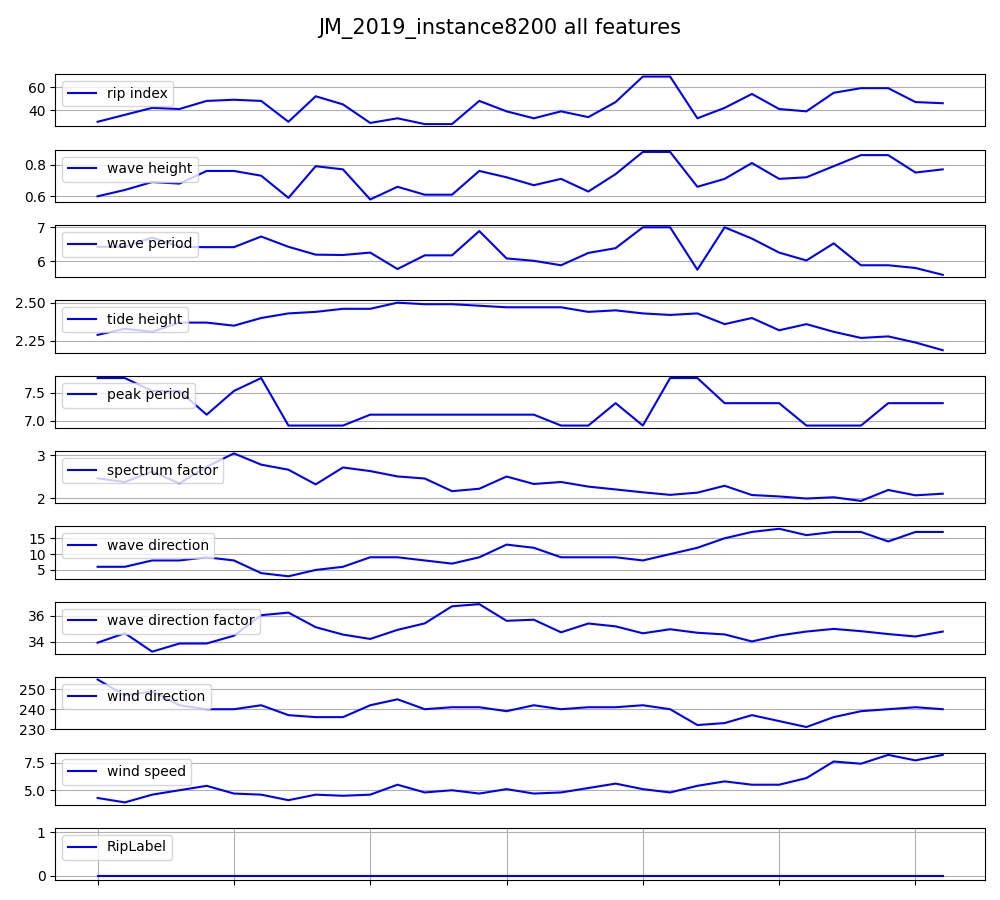 JM_2019_instance8200 all features
60
40
rip index
0.8
0.6
wave height
7
6
wave period
2.50
2.25
tide height
7.5
7.0
peak period
3
2
spectrum factor
15
10
5
wave direction
36
34
wave direction factor
250
240
230
wind direction
7.5
5.0
wind speed
1
0
RipLabel